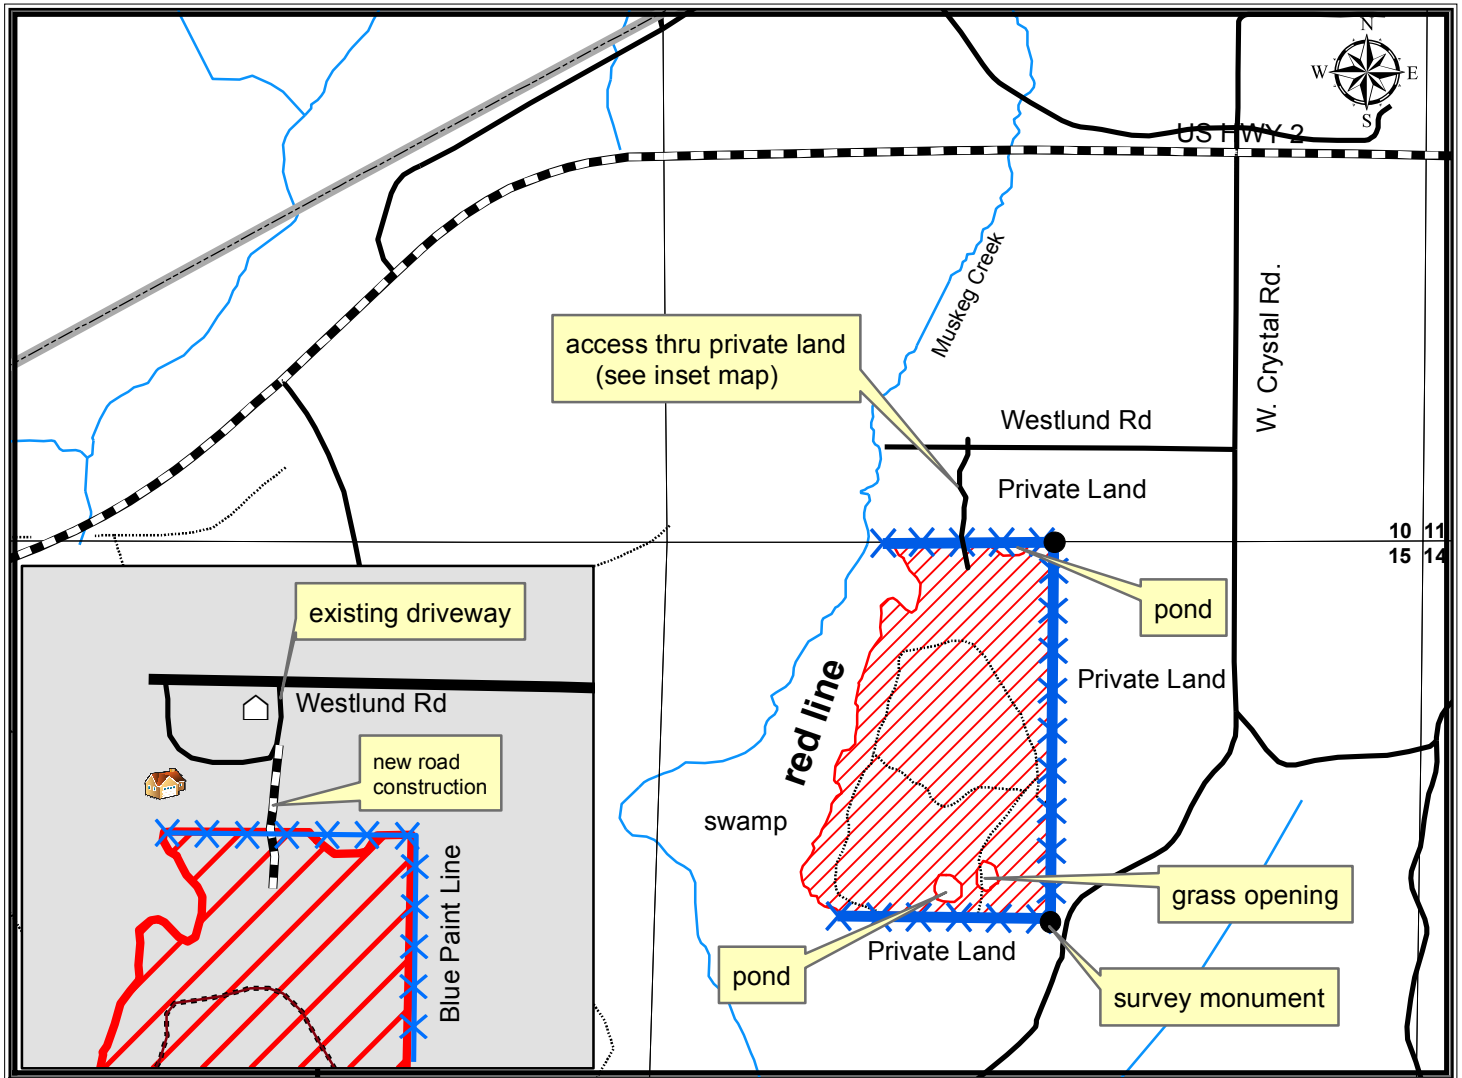 N
W E
S
US HWY 2
Muskeg Creek
W. Crystal Rd.
access thru private land
(see inset map)
Westlund Rd
Private Land
10 11
15 14
pond
existing driveway
Westlund Rd
new road
construction
Blue Paint Line
red line
Private Land
swamp
grass opening
Private Land
pond
survey monument